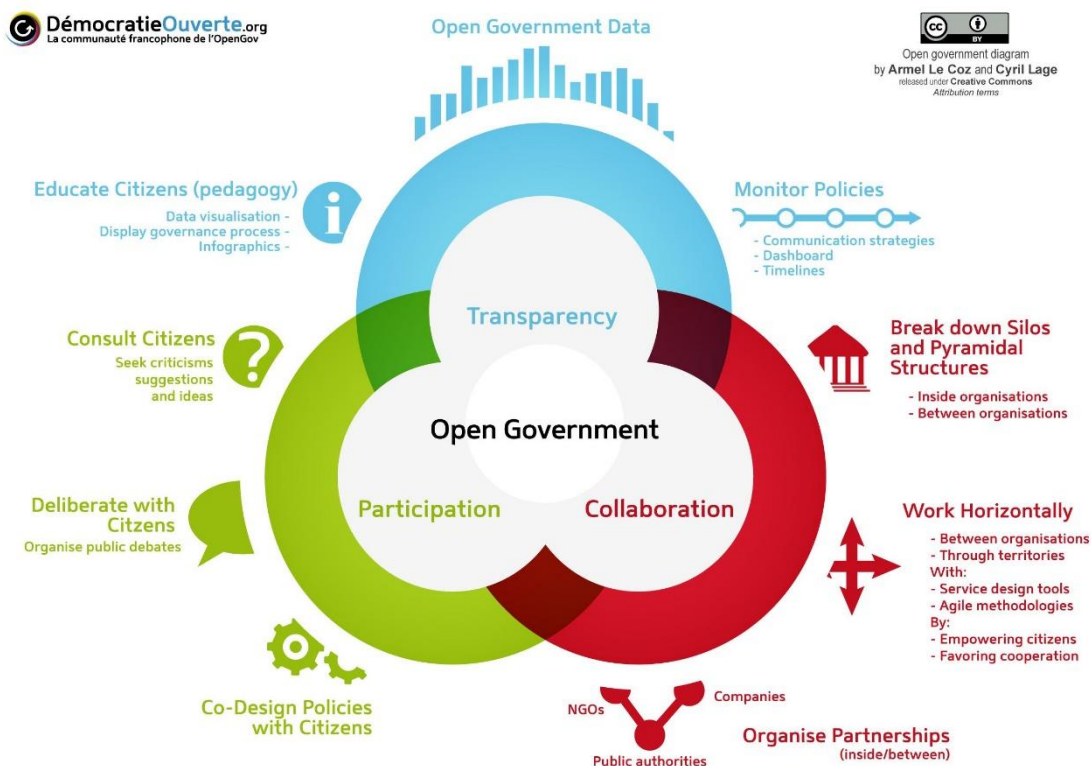 DémocratieOuverte.org
La communauté francophone de l'OpenGov
Open Government Data
cc
BY
Open government diagram
by Armel Le Coz and Cyril Lage
released under Creative Commons
Attribution terms
Educate Citizens (pedagogy)
Data visualisation -
Display governance process -
Infographics -
i
Monitor Policies
- Communication strategies
- Dashboard
- Timelines
Transparency
Consult Citizens
Seek criticisms
suggestions
and ideas
?
Break down Silos
and Pyramidal
Structures
- Inside organisations
- Between organisations
Open Government
Participation
Collaboration
Deliberate with
Citzens
Organise public debates
Work Horizontally
- Between organisations
- Through territories
With:
- Service design tools
- Agile methodologies
By:
- Empowering citizens
- Favoring cooperation
Co-Design Policies
with Citizens
NGOs
Companies
Public authorities
Organise Partnerships
(inside/between)